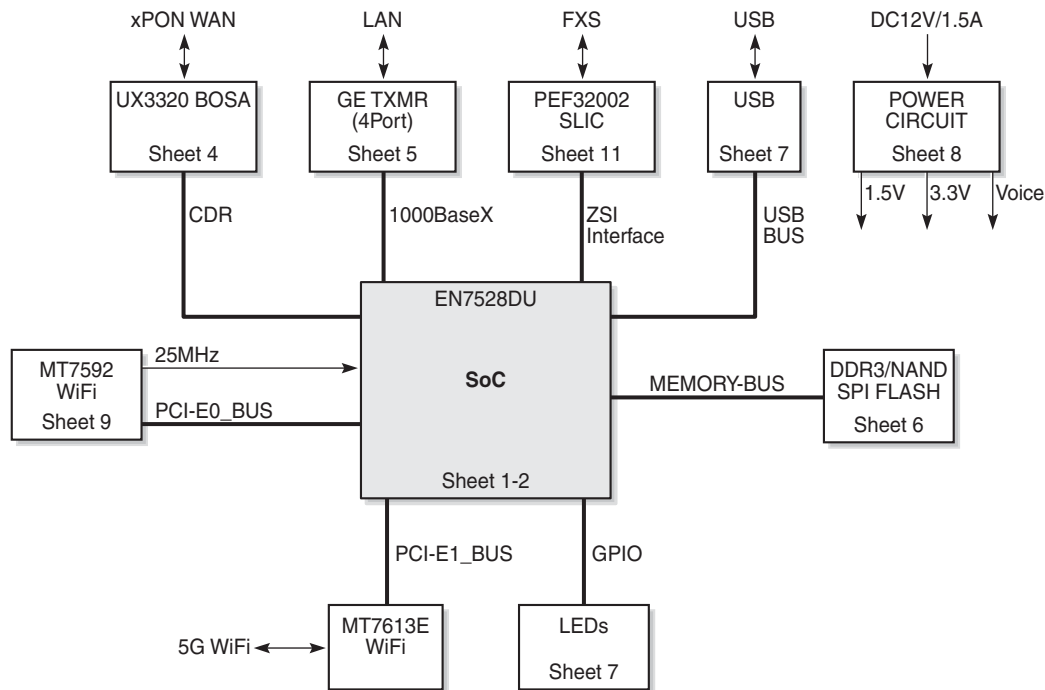 xPON WAN
LAN
FXS
USB
DC12V/1.5A
UX3320 BOSA
Sheet 4
GE TXMR
(4Port)
Sheet 5
PEF32002
SLIC
Sheet 11
USB
Sheet 7
POWER
CIRCUIT
Sheet 8
1.5V
3.3V
Voice
CDR
1000BaseX
ZSI
Interface
USB
BUS
EN7528DU
SoC
Sheet 1-2
MT7592
WiFi
Sheet 9
25MHz
PCI-E0_BUS
MEMORY-BUS
DDR3/NAND
SPI FLASH
Sheet 6
PCI-E1_BUS
GPIO
5G WiFi
MT7613E
WiFi
LEDs
Sheet 7